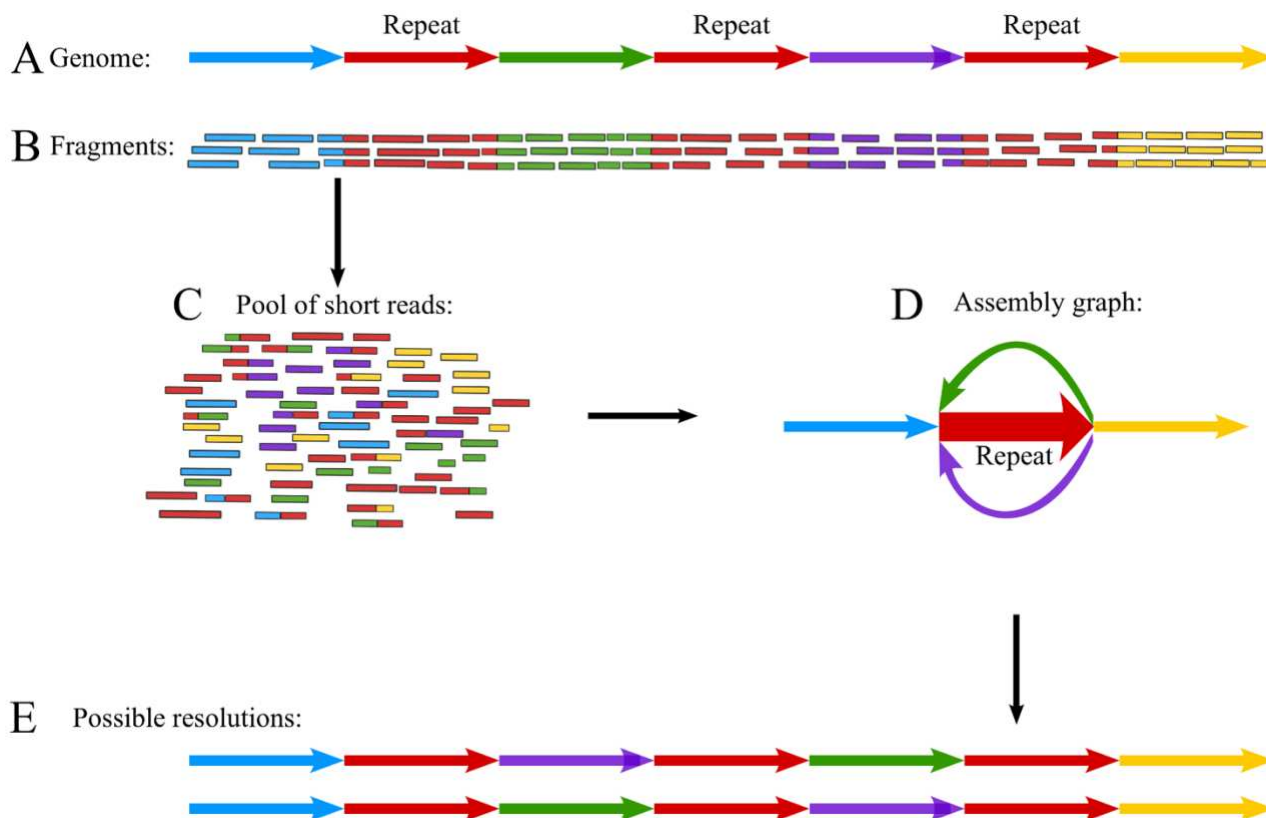 Repeat Repeat Repeat
A Genome:
B Fragments:
C Pool of short reads:
D Assembly graph:
Repeat
E Possible resolutions: